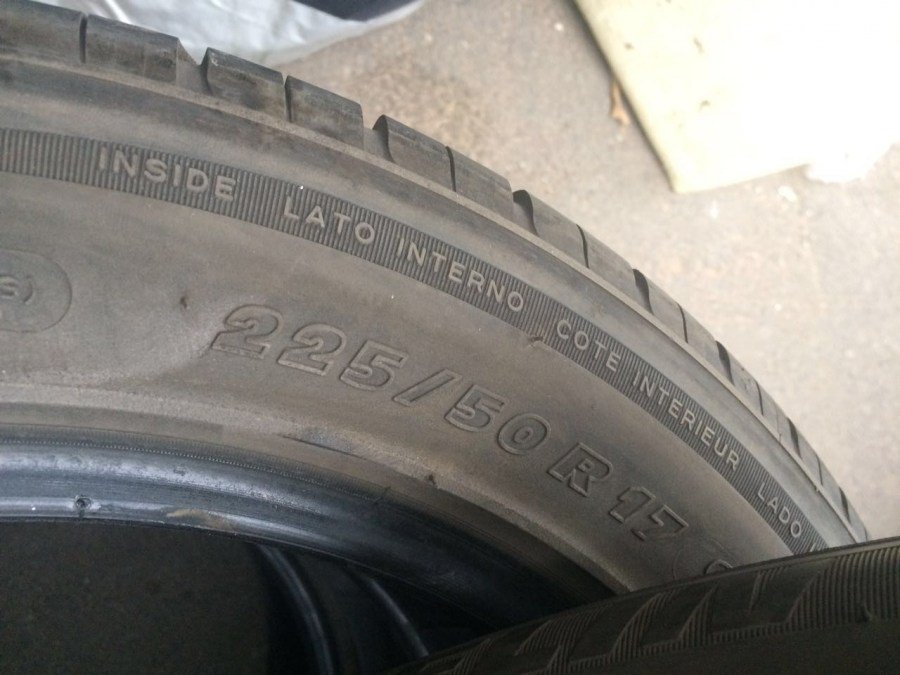 INSIDE LATO INTERNO COTE INTERIEUR LADO
225/50 R 17